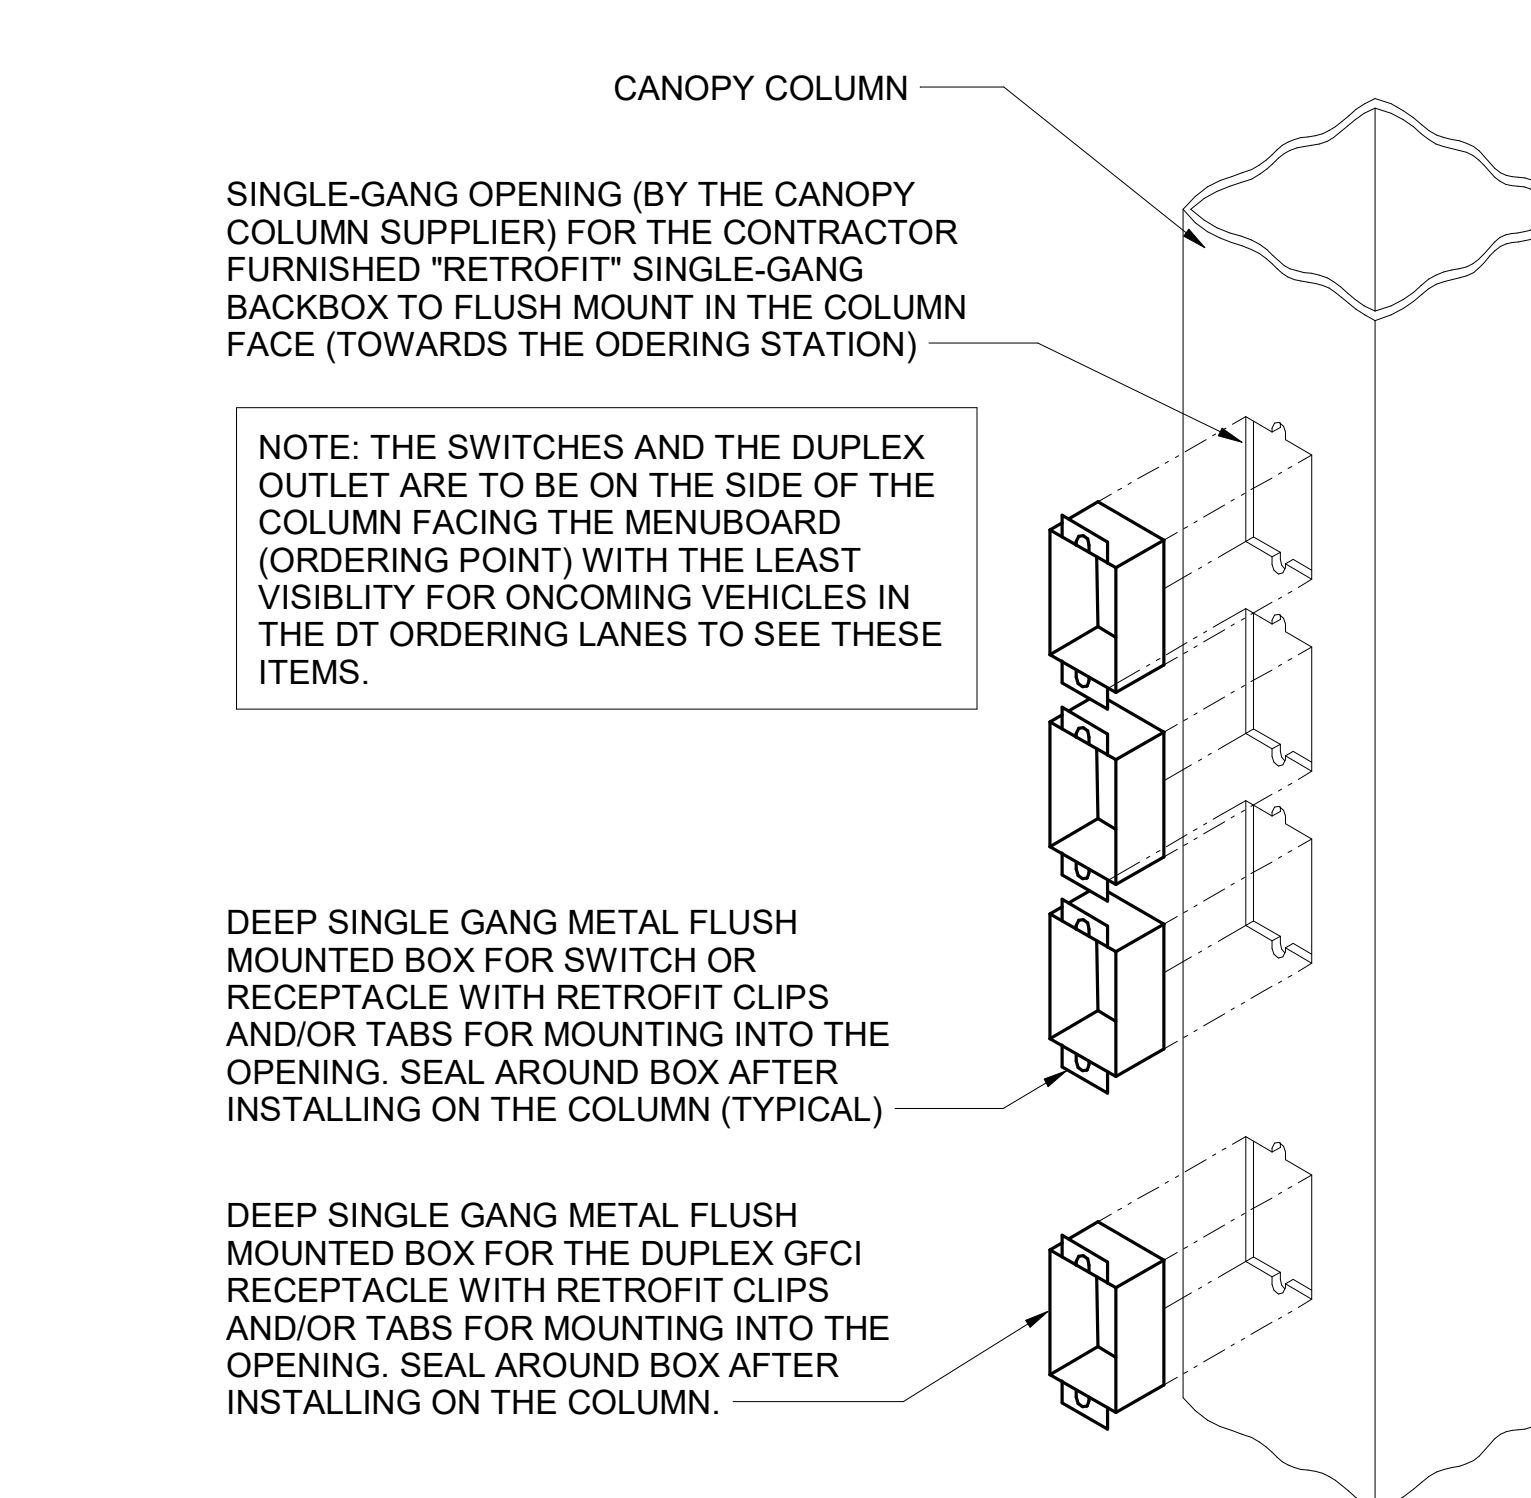 CANOPY COLUMN
SINGLE-GANG OPENING (BY THE CANOPY
COLUMN SUPPLIER) FOR THE CONTRACTOR
FURNISHED "RETROFIT" SINGLE-GANG
BACKBOX TO FLUSH MOUNT IN THE COLUMN
FACE (TOWARDS THE ODERING STATION)
NOTE: THE SWITCHES AND THE DUPLEX
OUTLET ARE TO BE ON THE SIDE OF THE
COLUMN FACING THE MENUBOARD
(ORDERING POINT) WITH THE LEAST
VISIBLITY FOR ONCOMING VEHICLES IN
THE DT ORDERING LANES TO SEE THESE
ITEMS.
DEEP SINGLE GANG METAL FLUSH
MOUNTED BOX FOR SWITCH OR
RECEPTACLE WITH RETROFIT CLIPS
AND/OR TABS FOR MOUNTING INTO THE
OPENING. SEAL AROUND BOX AFTER
INSTALLING ON THE COLUMN (TYPICAL)
DEEP SINGLE GANG METAL FLUSH
MOUNTED BOX FOR THE DUPLEX GFCI
RECEPTACLE WITH RETROFIT CLIPS
AND/OR TABS FOR MOUNTING INTO THE
OPENING. SEAL AROUND BOX AFTER
INSTALLING ON THE COLUMN.